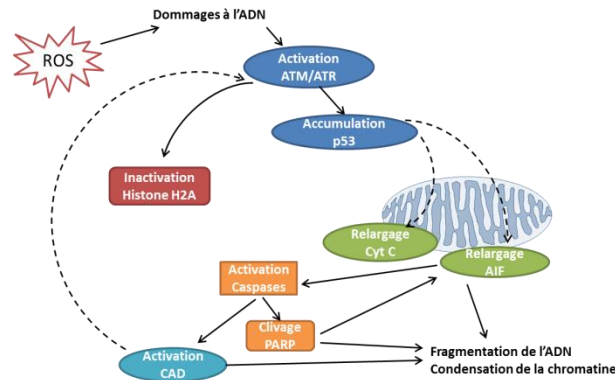 Dommages à l'ADN
ROS
Activation
ATM/ATR
Accumulation
p53
Inactivation
Histone H2A
Relargage
Cyt C
Relargage
AIF
Activation
Caspases
Clivage
PARP
Activation
CAD
Fragmentation de l'ADN
Condensation de la chromatine